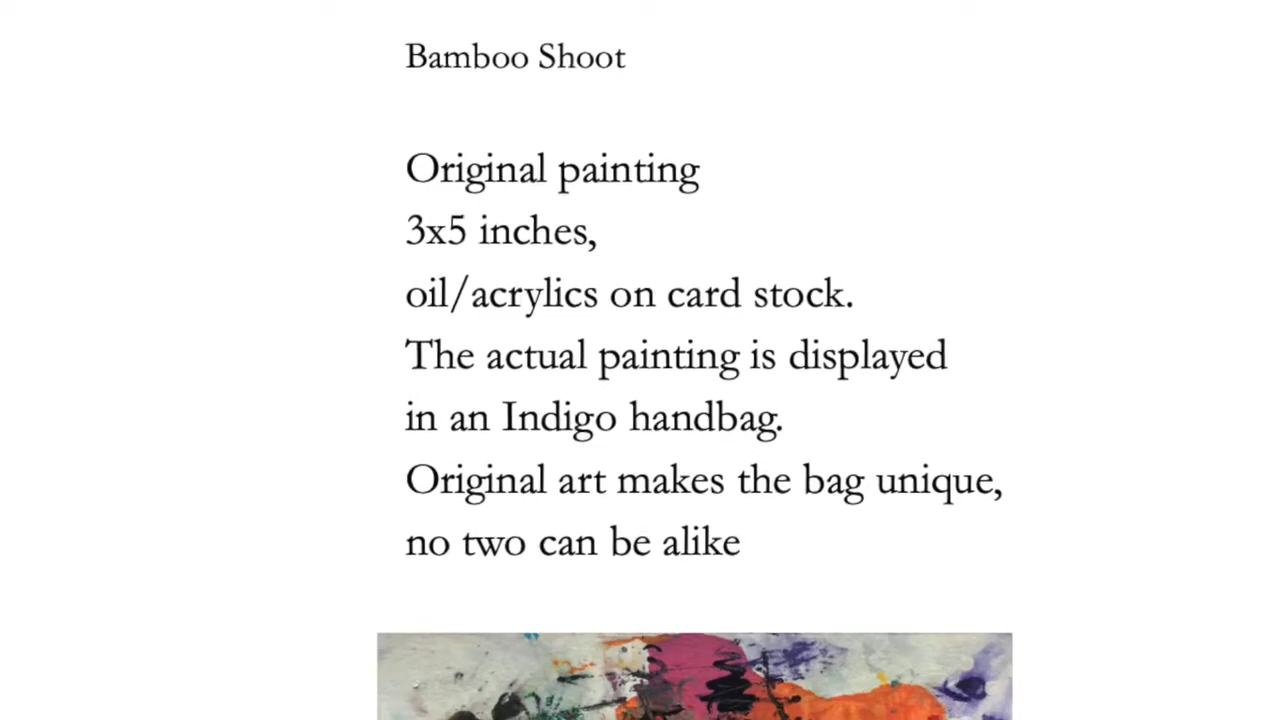 Bamboo Shoot
Original painting
3x5 inches,
oil/acrylics on card stock.
The actual painting is displayed
in an Indigo handbag.
Original art makes the bag unique,
no two can be alike